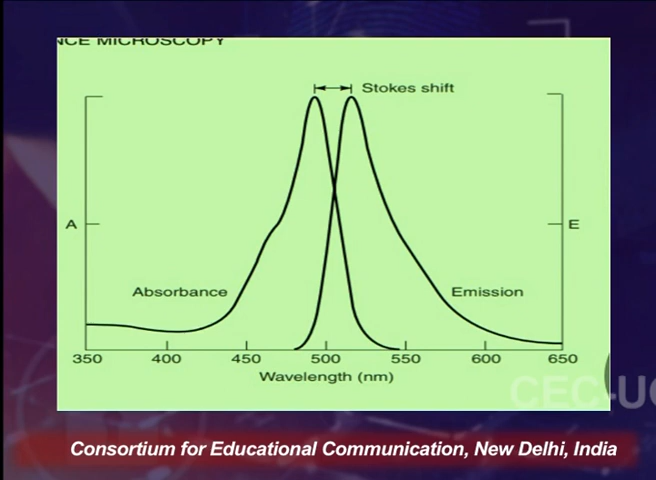 NCE MICROSCOPY
Stokes shift
A
E
Absorbance
Emission
350 400 450 500 550 600 650
Wavelength (nm)
CEC-U
Consortium for Educational Communication, New Delhi, India